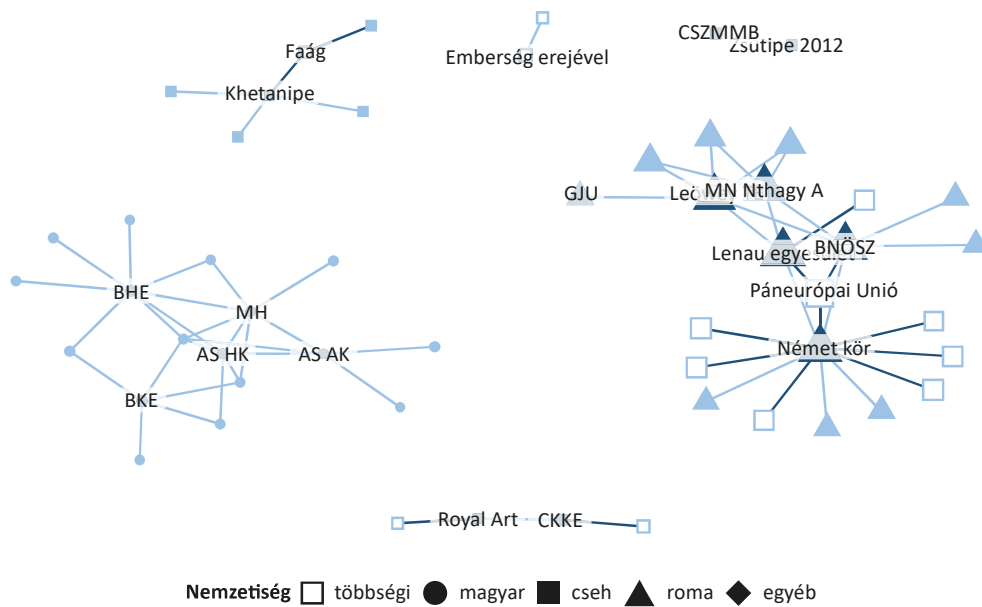 CSZMMB
Zsutipe 2012
Faág
Emberség erejével
Khetanipe
GJU
MN Nthagy A
Lenau
BNÖSZ
Páneurópai Unió
BHE
MH
Német kör
AS HK
AS AK
BKE
Royal Art
CKKE
Nemzetiség többségi magyar cseh roma egyéb